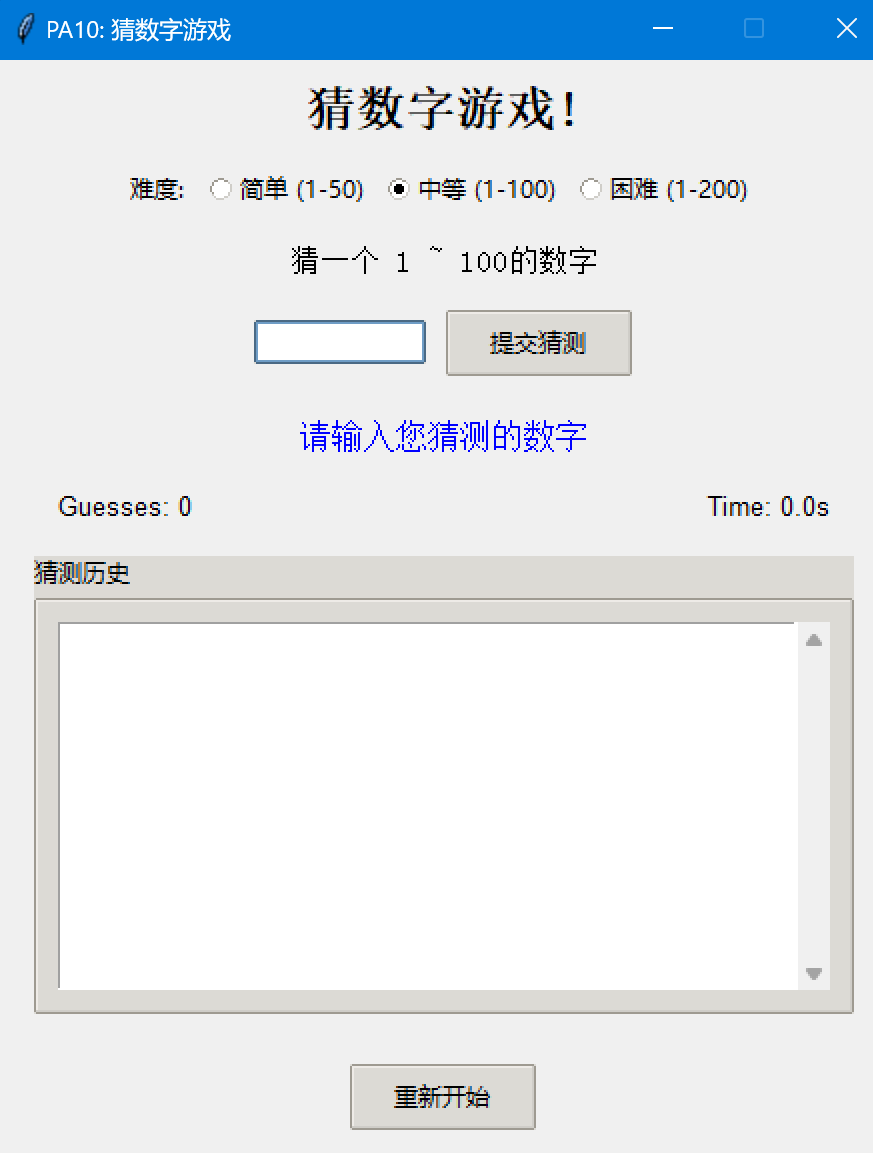 PA10: 猜数字游戏
猜数字游戏!
难度: 简单 (1-50) 中等 (1-100) 困难 (1-200)
猜一个 1 ~ 100的数字
提交猜测
请输入您猜测的数字
Guesses: 0 Time: 0.0s
猜测历史
重新开始